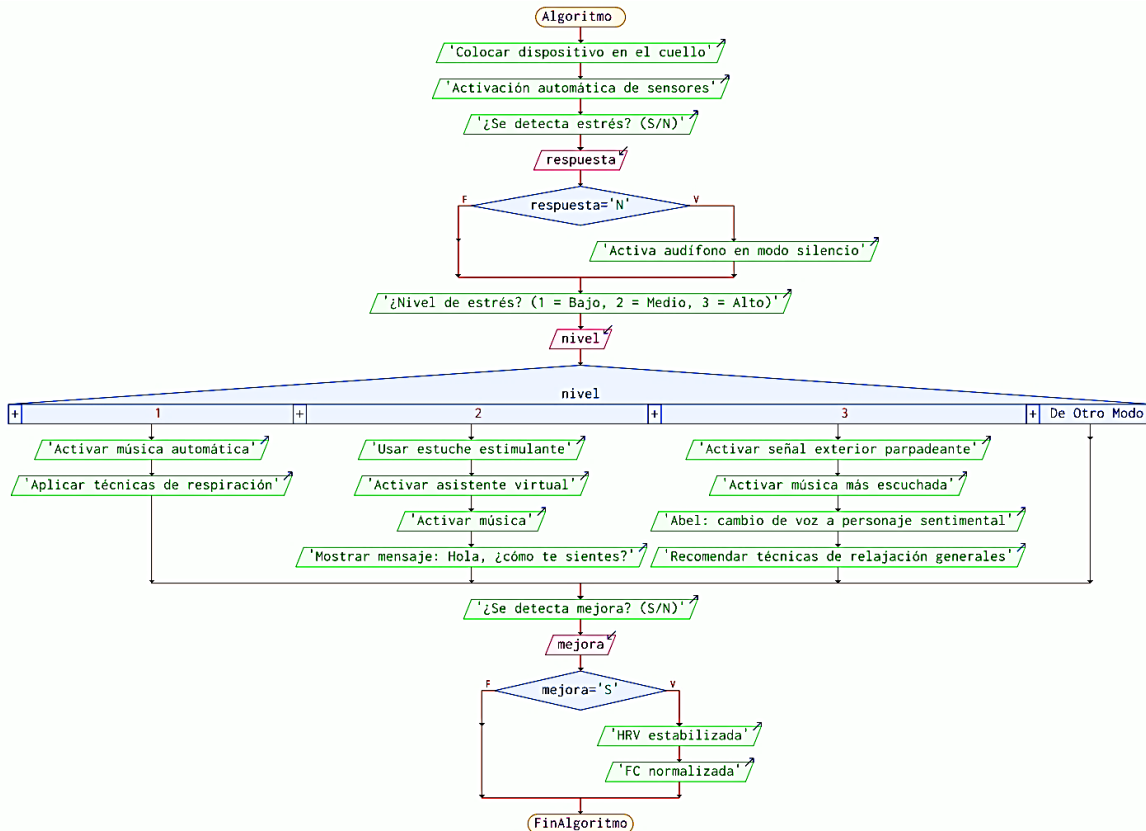 Algoritmo
'Colocar dispositivo en el cuello'
'Activación automática de sensores'
'¿Se detecta estrés? (S/N)'
respuesta
F
respuesta='N'
V
'Activa audífono en modo silencio'
'¿Nivel de estrés? (1 = Bajo, 2 = Medio, 3 = Alto)'
nivel
nivel
+ 1 + 2 + 3 + De Otro Modo
'Activar música automática' 'Usar estuche estimulante' 'Activar señal exterior parpadeante'
'Aplicar técnicas de respiración' 'Activar asistente virtual' 'Activar música más escuchada'
'Activar música' 'Abel: cambio de voz a personaje sentimental'
'Mostrar mensaje: Hola, ¿cómo te sientes?' 'Recomendar técnicas de relajación generales'
'¿Se detecta mejora? (S/N)'
mejora
F
mejora='S'
V
'HRV estabilizada'
'FC normalizada'
FinAlgoritmo